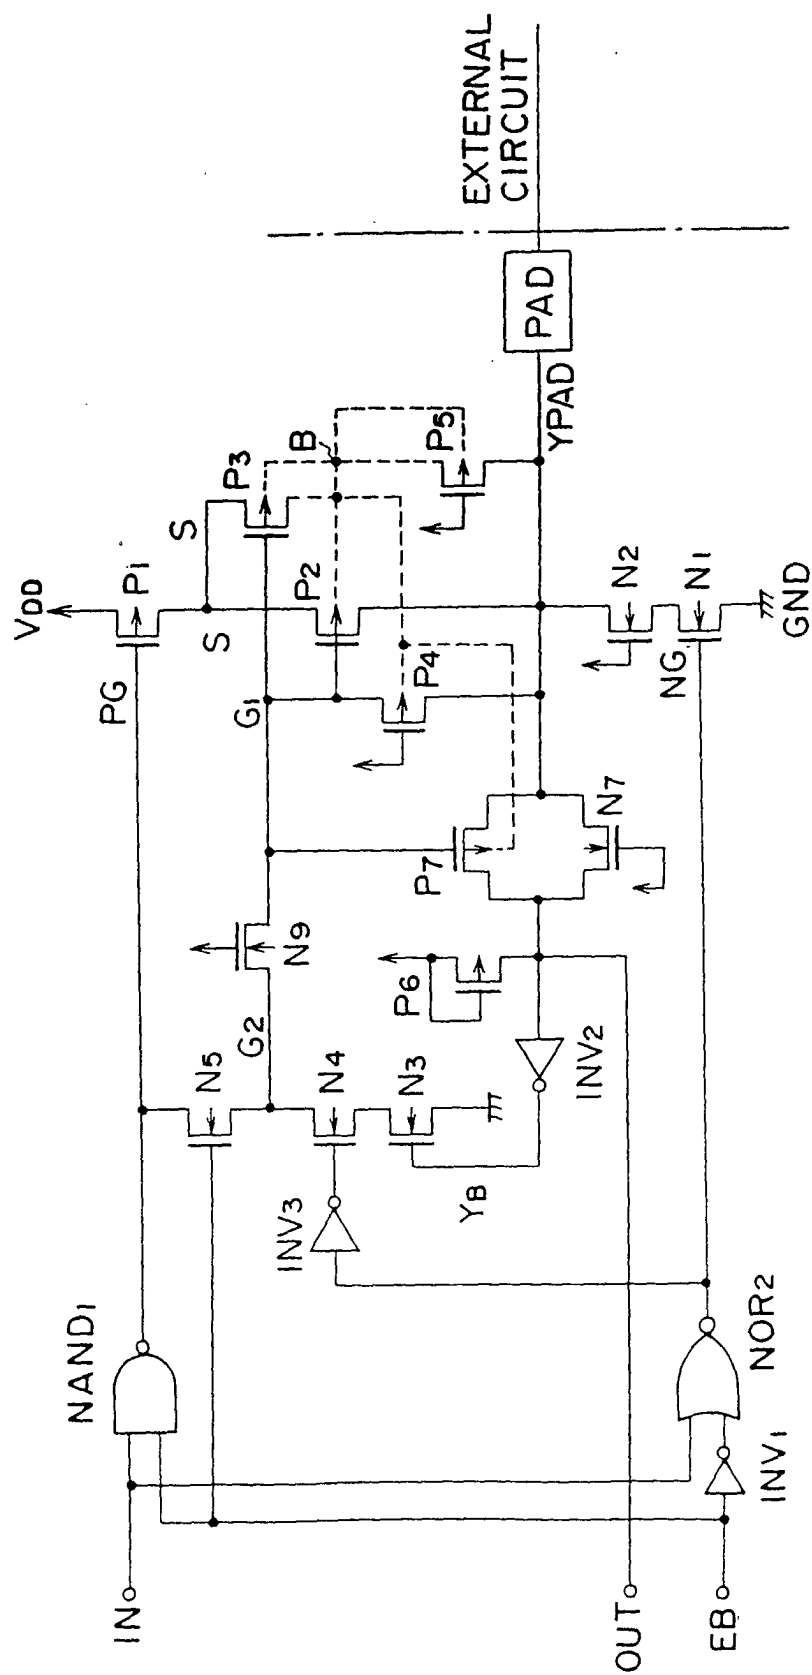 EXTERNAL
CIRCUIT
PAD
YPAD
VDD
P1
PG
S
S
P3
B
P5
P2
G1
P4
N2
N1
NG
GND
P7
N7
N9
G2
P6
N5
N4
N3
INV2
YB
INV3
NAND1
NOR2
INV1
IN
OUT
EB